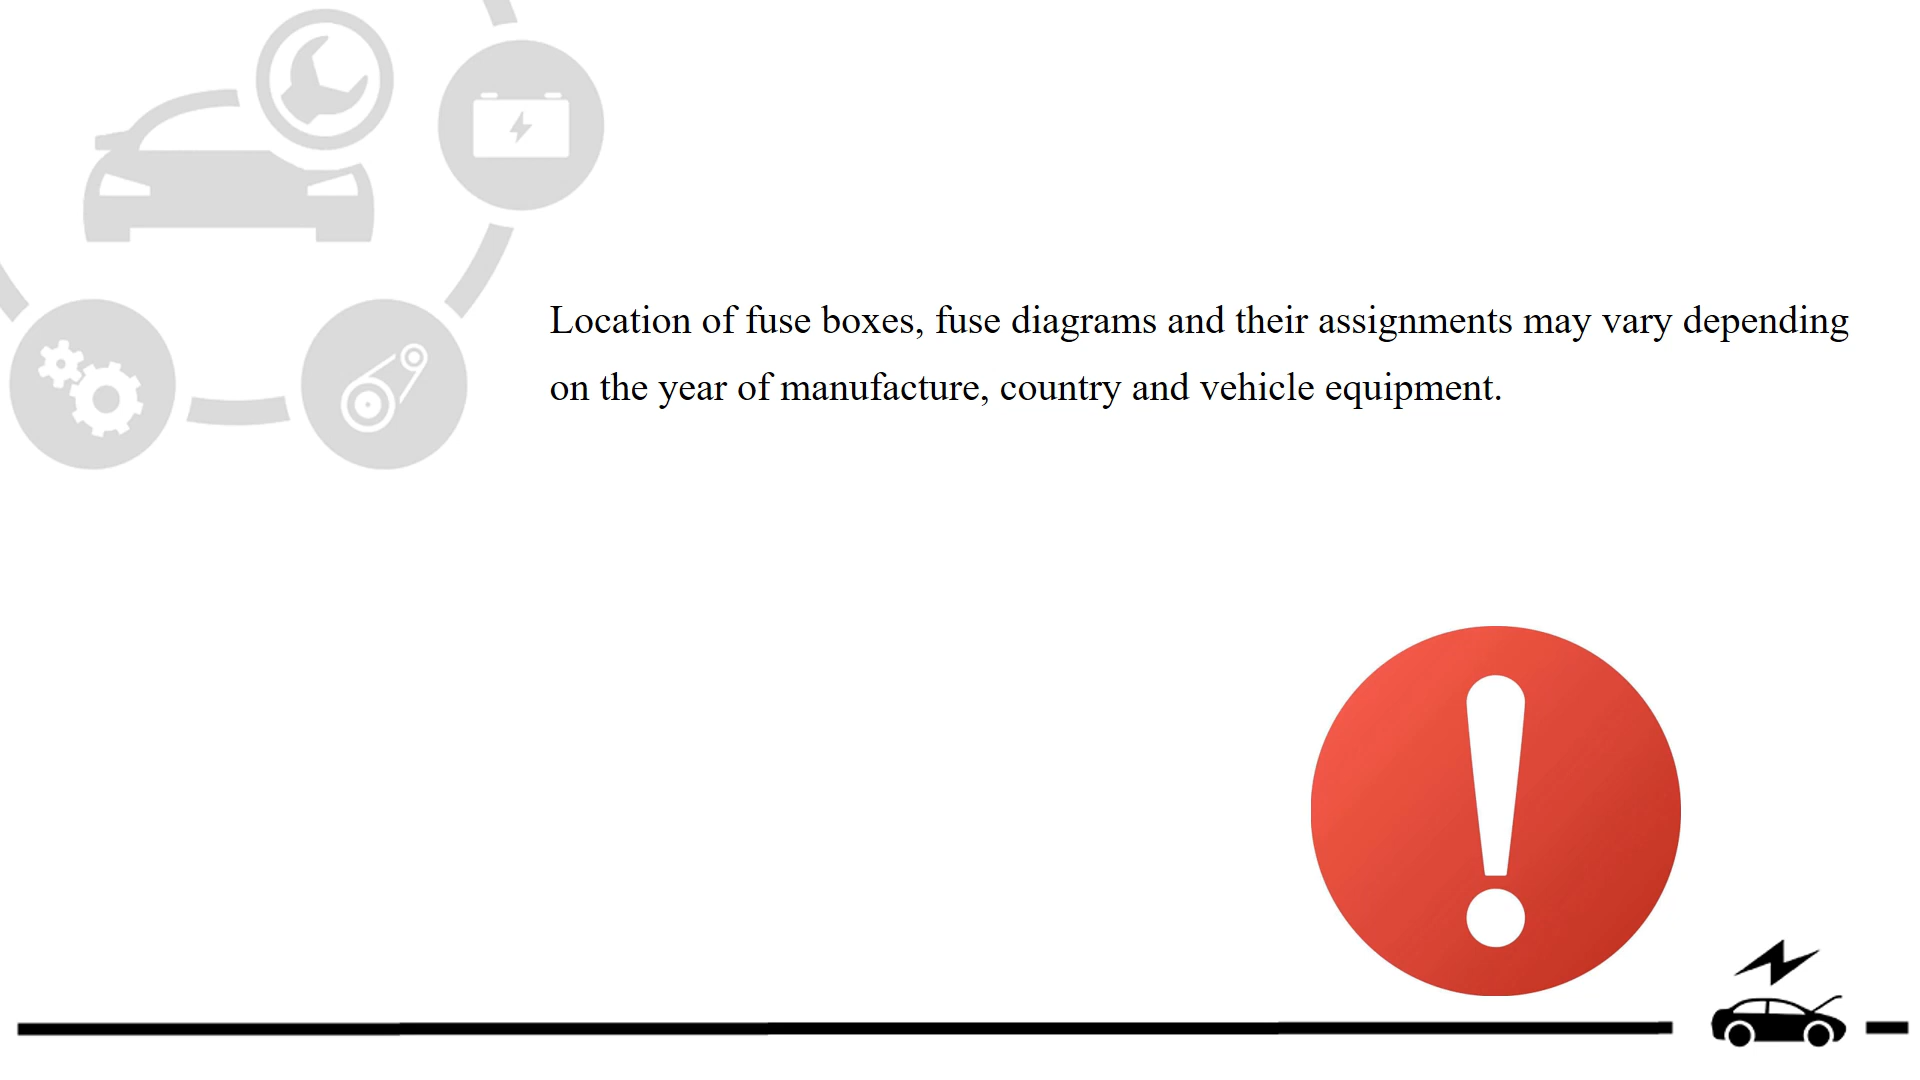 Location of fuse boxes, fuse diagrams and their assignments may vary depending
on the year of manufacture, country and vehicle equipment.